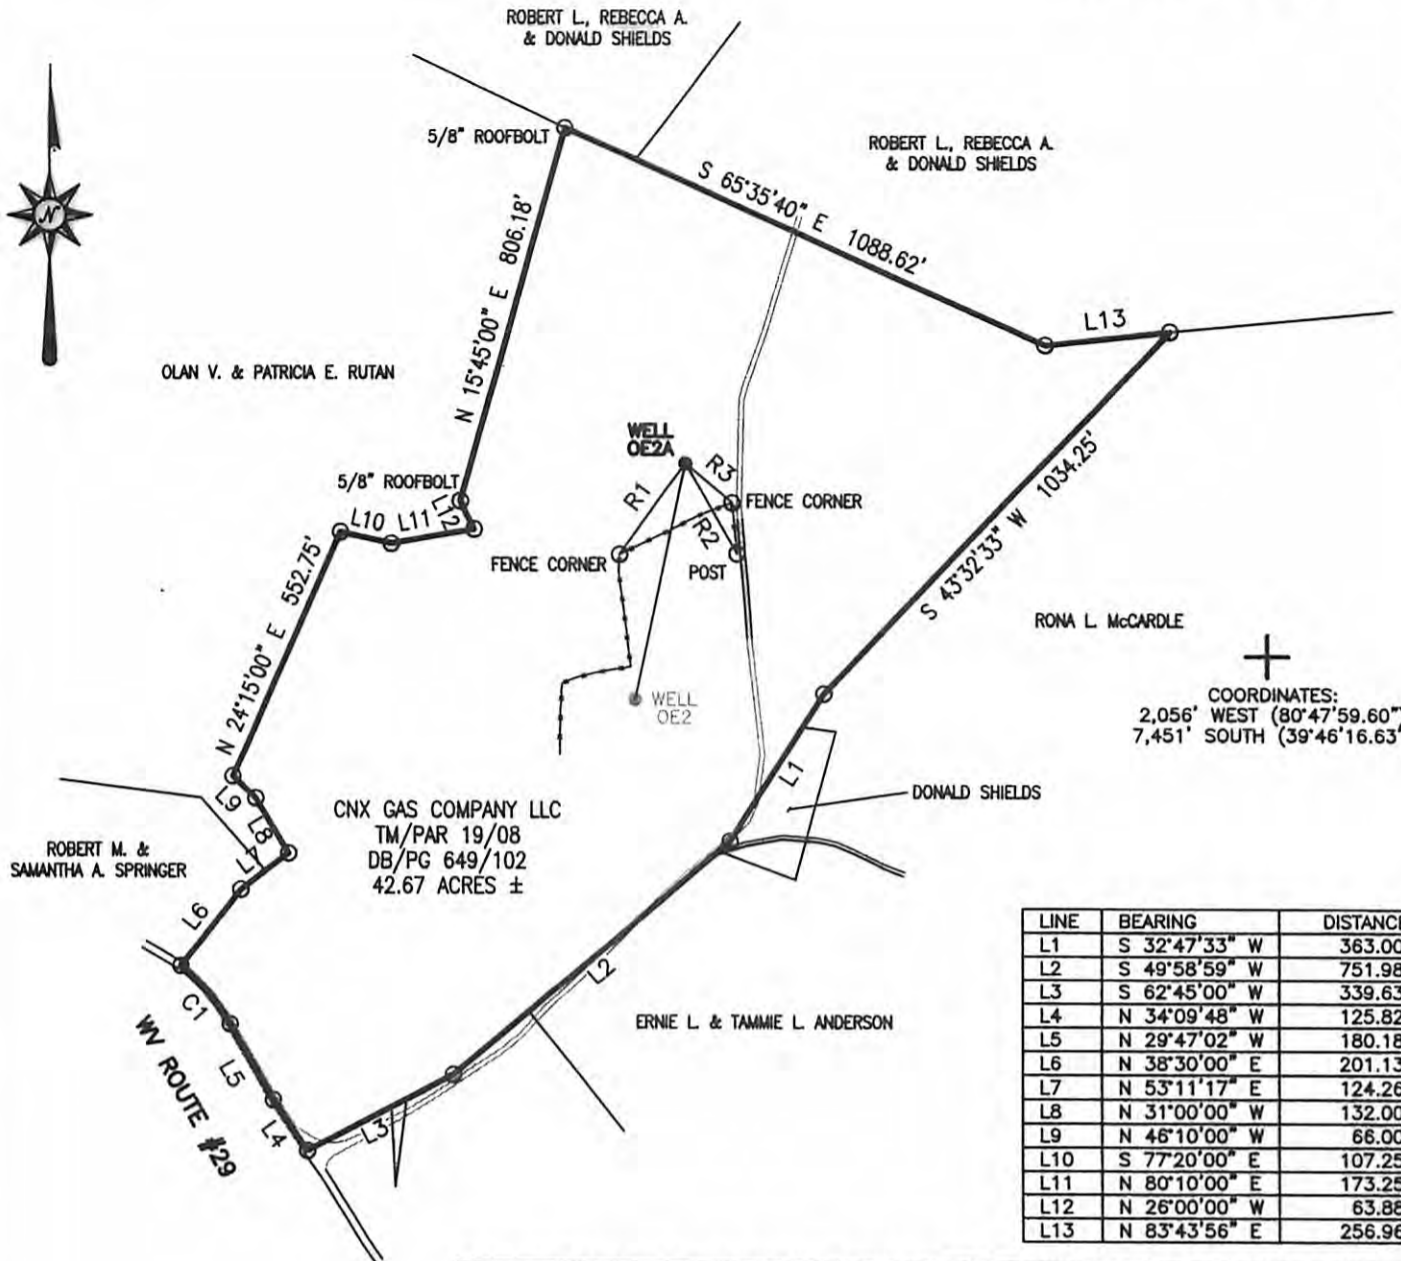 ROBERT L., REBECCA A.
& DONALD SHIELDS
5/8" ROOFBOLT
ROBERT L., REBECCA A.
& DONALD SHIELDS
S 65°35'40" E 1088.62'
N
N 15°45'00" E 806.18'
L13
OLAN V. & PATRICIA E. RUTAN
WELL
OE2A
R3
R1
R2
5/8" ROOFBOLT
L12
L10
L11
FENCE CORNER
FENCE CORNER
POST
S 43°32'33" W 1034.25'
N 24°15'00" E 552.75'
RONA L. McCARDLE
WELL
OE2
COORDINATES:
2,056' WEST (80°47'59.60")
7,451' SOUTH (39°46'16.63"
L1
DONALD SHIELDS
L9
L8
L7
CNX GAS COMPANY LLC
TM/PAR 19/08
DB/PG 649/102
42.67 ACRES ±
ROBERT M. &
SAMANTHA A. SPRINGER
L6
L2
C1
L5
L4
L3
WV ROUTE #29
ERNIE L. & TAMMIE L. ANDERSON
LINE BEARING DISTANCE
L1 S 32°47'33" W 363.00
L2 S 49°58'59" W 751.98
L3 S 62°45'00" W 339.63
L4 N 34°09'48" W 125.82
L5 N 29°47'02" W 180.18
L6 N 38°30'00" E 201.13
L7 N 53°11'17" E 124.26
L8 N 31°00'00" W 132.00
L9 N 46°10'00" W 66.00
L10 S 77°20'00" E 107.25
L11 N 80°10'00" E 173.25
L12 N 26°00'00" W 63.88
L13 N 83°43'56" E 256.96